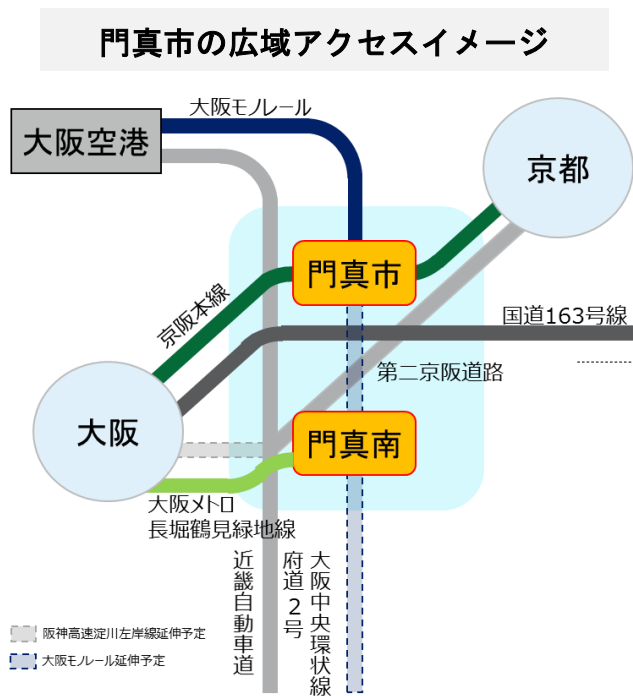 門真市の広域アクセスイメージ
大阪モノレール
大阪空港
京都
門真市
京阪本線
国道163号線
第二京阪道路
大阪
門真南
大阪メトロ
長堀鶴見緑地線
近畿自動車道
府道2号
大阪中央環状線
阪神高速淀川左岸線延伸予定
大阪モノレール延伸予定